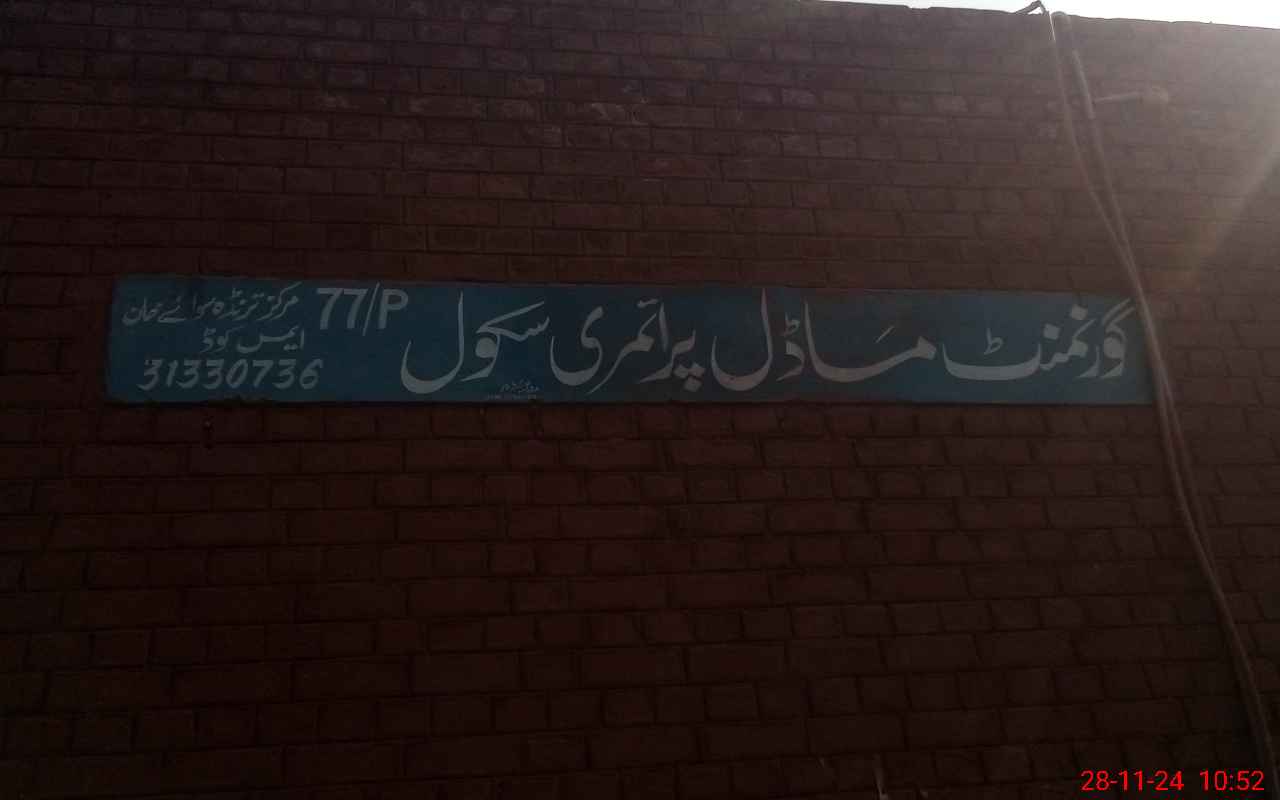 گورنمنٹ ماڈل پرائمری سکول 77/P
مرکز ترنڈہ سوائے خان
ایمس کوڈ
31330736
28-11-24 10:52